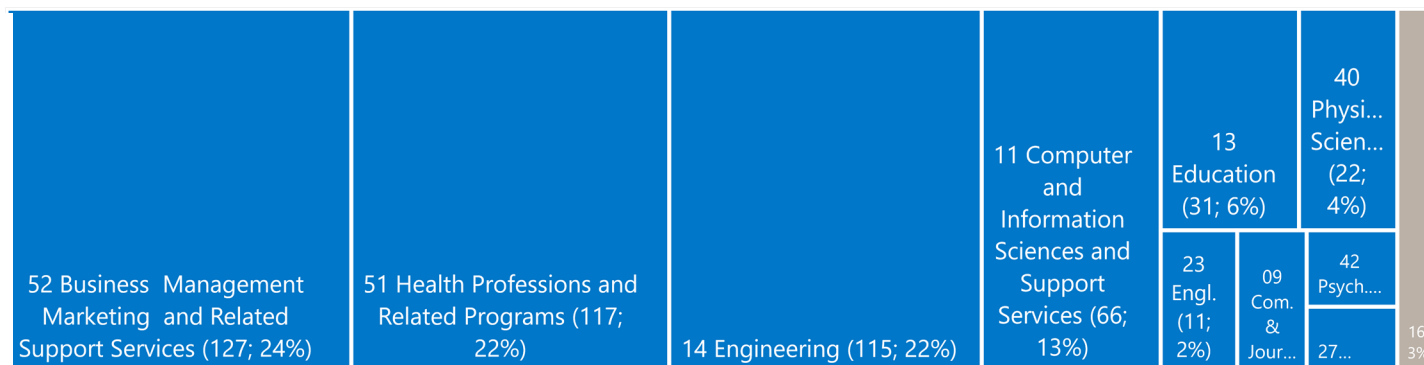 52 Business Management
Marketing and Related
Support Services (127; 24%)
51 Health Professions and
Related Programs (117;
22%)
14 Engineering (115; 22%)
11 Computer
and
Information
Sciences and
Support
Services (66;
13%)
13
Education
(31; 6%)
40
Physi...
Scien...
(22;
4%)
23
Engl.
(11;
2%)
09
Com.
&
Jour...
42
Psych....
27...
16
3%